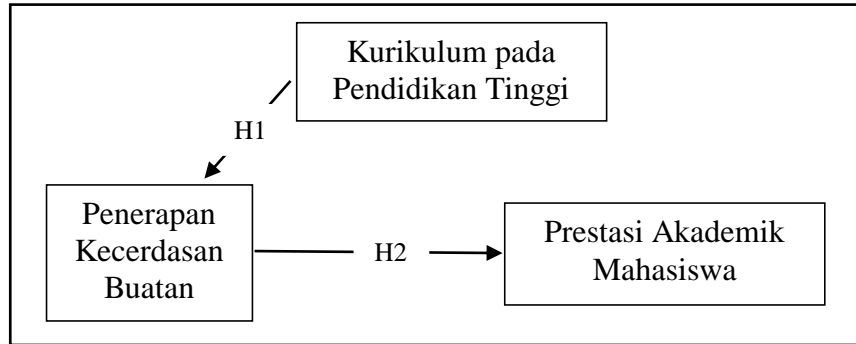 Kurikulum pada
Pendidikan Tinggi
H1
Penerapan
Kecerdasan
Buatan
H2
Prestasi Akademik
Mahasiswa